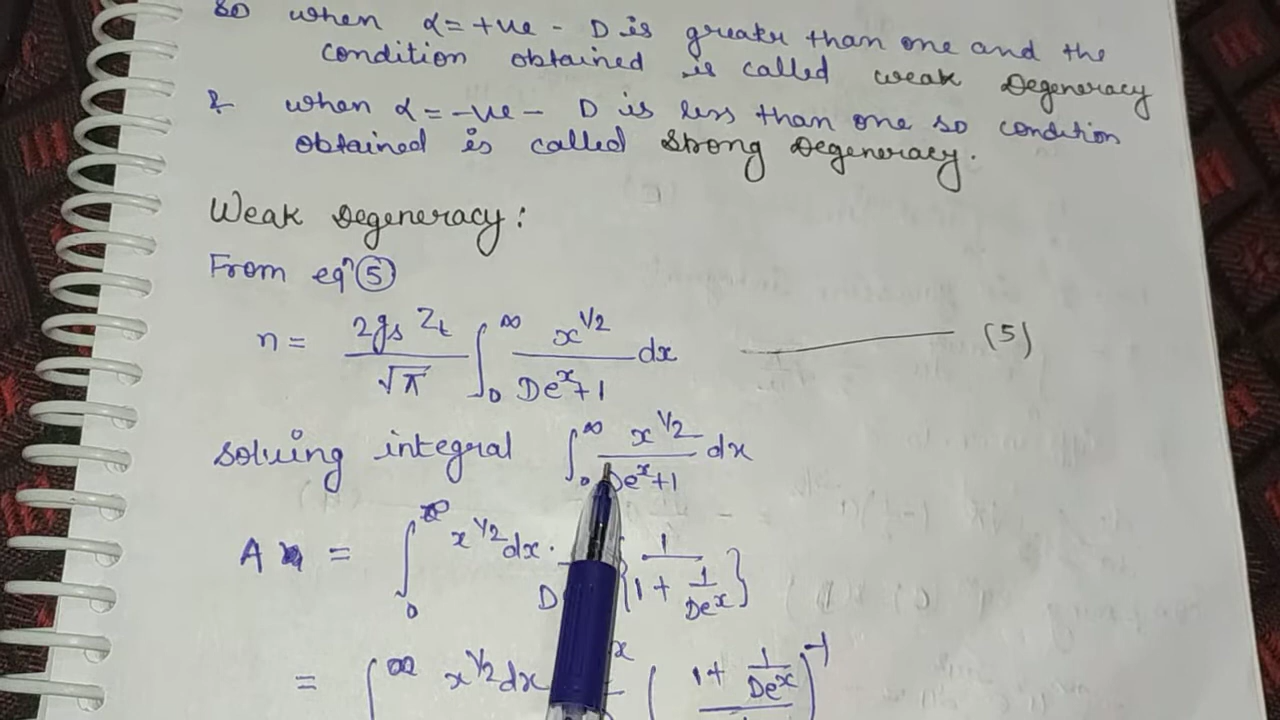 so when α = +ve - D is greater than one and the
condition obtained is called weak Degeneracy
& when α = -ve - D is less than one so condition
obtained is called strong Degeneracy.
Weak Degeneracy:
From eqⁿ ⑤
n = 2gs Zt / √π ∫₀^∞ x^1/2 / De^x+1 dx (5)
solving integral ∫₀^∞ x^1/2 / De^x+1 dx
A = ∫₀^∞ x^1/2 dx · D {1 / 1 + 1/De^x}
= ∫ ∞ x^1/2 dx x (1 + 1/De^x)^-1